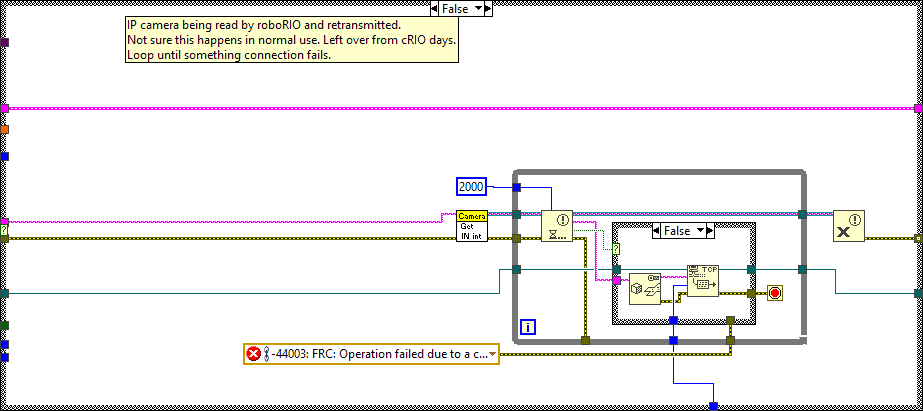 False
IP camera being read by roboRIO and retransmitted.
Not sure this happens in normal use. Left over from cRIO days.
Loop until something connection fails.
2000
Camera
Get
IN int
False
TCP
i
-44003: FRC: Operation failed due to a c...